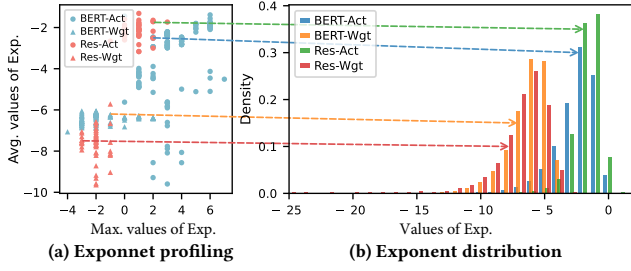 BERT-Act
BERT-Wgt
Res-Act
Res-Wgt
Avg. values of Exp.
−2
−4
−6
−8
−10
−4 −2 0 2 4 6
Max. values of Exp.
(a) Exponnet profiling
BERT-Act
BERT-Wgt
Res-Act
Res-Wgt
Density
0.4
0.3
0.2
0.1
0.0
−25 −20 −15 −10 −5 0
Values of Exp.
(b) Exponent distribution